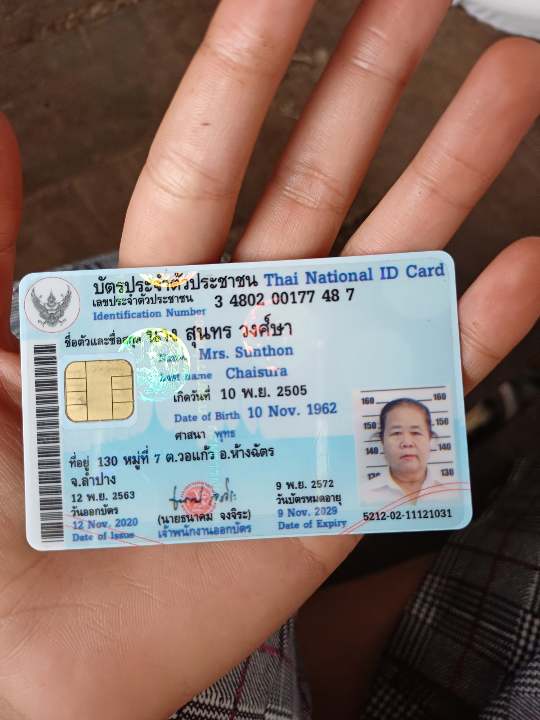 บัตรประจำตัวประชาชน Thai National ID Card
เลขประจำตัวประชาชน 3 4802 00177 48 7
Identification Number
ชื่อตัวและชื่อสกุล นาง สุนทร วงศ์ษา
Name Mrs. Sunthon
Last name Chaisura
เกิดวันที่ 10 พ.ย. 2505
Date of Birth 10 Nov. 1962
ศาสนา พุทธ
ที่อยู่ 130 หมู่ที่ 7 ต.วอแก้ว อ.ห้างฉัตร
จ.ลำปาง
12 พ.ย. 2563
วันออกบัตร
12 Nov. 2020
Date of Issue
(นายธนาคม จงจิระ)
เจ้าพนักงานออกบัตร
9 พ.ย. 2572
วันบัตรหมดอายุ
9 Nov. 2029
Date of Expiry
160 160
150 150
140 140
130 130
5212-02-11121031